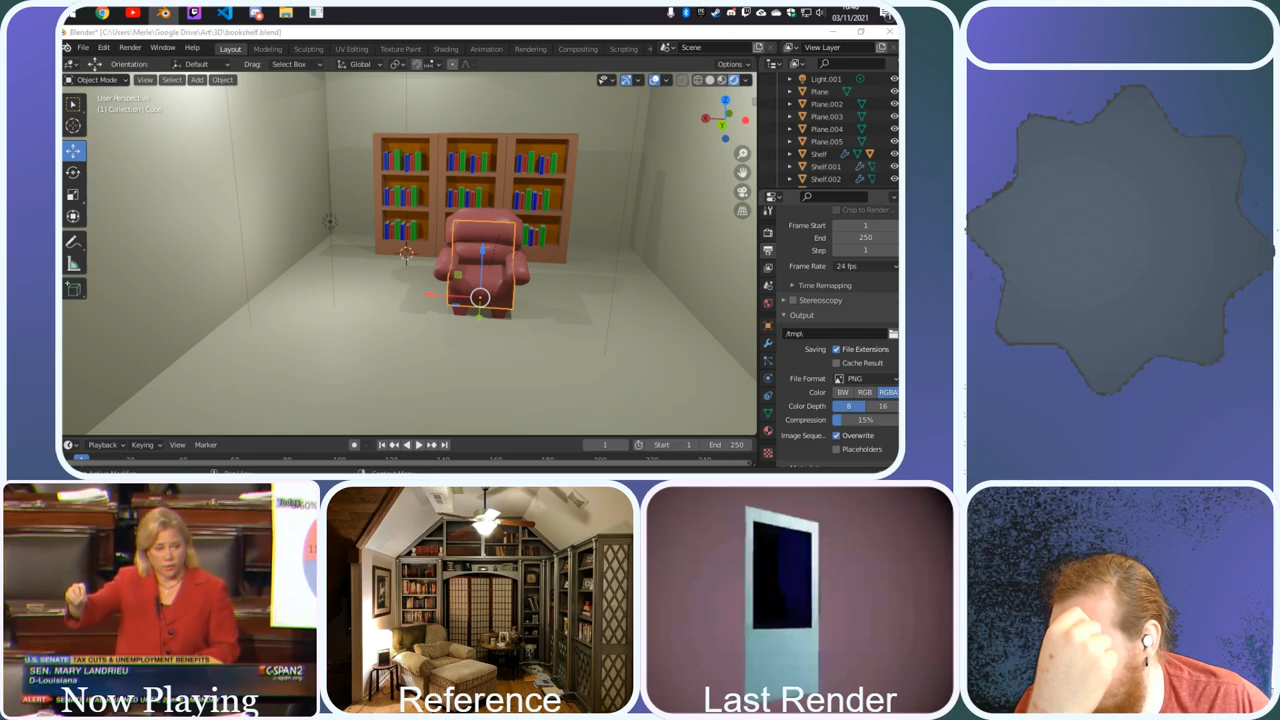 03/11/2021
Blender* [C:\Users\Merle\Google Drive\Art\3D\bookshelf.blend]
File Edit Render Window Help Layout Modeling Sculpting UV Editing Texture Paint Shading Animation Rendering Compositing Scripting Scene View Layer
Orientation: Default Drag: Select Box Global Options
Object Mode View Select Add Object
User Perspective
(1) Collection | Cube
Z
X
Y
Light.001
Plane
Plane.002
Plane.003
Plane.004
Plane.005
Shelf
Shelf.001
Shelf.002
Crop to Render...
Frame Start 1
End 250
Step 1
Frame Rate 24 fps
Time Remapping
Stereoscopy
Output
/tmp\
Saving File Extensions
Cache Result
File Format PNG
Color BW RGB RGBA
Color Depth 8 16
Compression 15%
Image Seque... Overwrite
Placeholders
Playback Keying View Marker 1 Start 1 End 250
Today
60%
U.S. SENATE TAX CUTS & UNEMPLOYMENT BENEFITS
SEN. MARY LANDRIEU
D-Louisiana
C-SPAN2
c-span.org
ALERT
Now Playing
Reference
Last Render